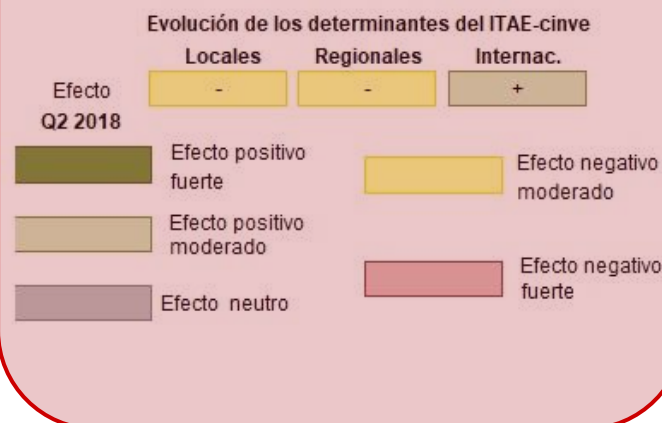 Evolución de los determinantes del ITAE-cinve
Locales Regionales Internac.
Efecto - - +
Q2 2018
Efecto positivo
fuerte
Efecto negativo
moderado
Efecto positivo
moderado
Efecto negativo
fuerte
Efecto neutro